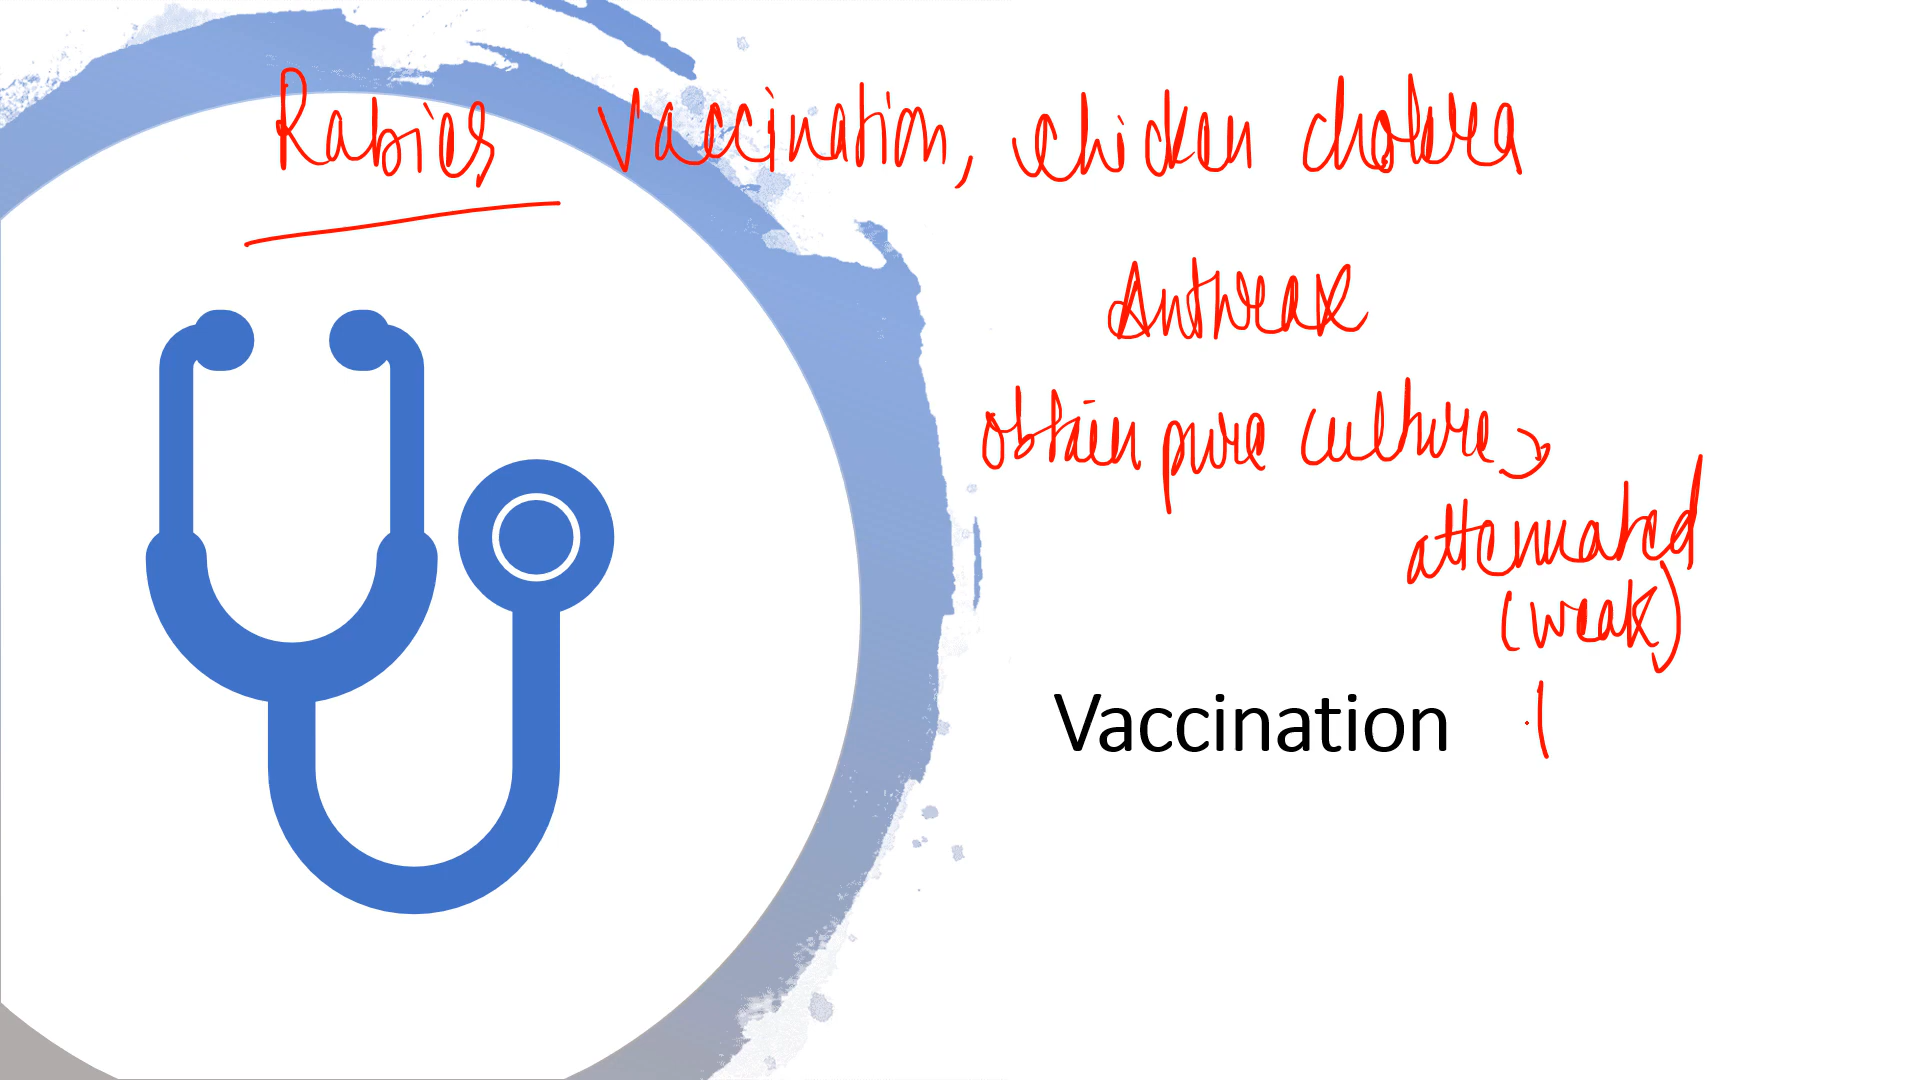 Rabies Vaccination, chicken cholera
Anthrax
obtain pure culture,
attenuated
(weak)
Vaccination